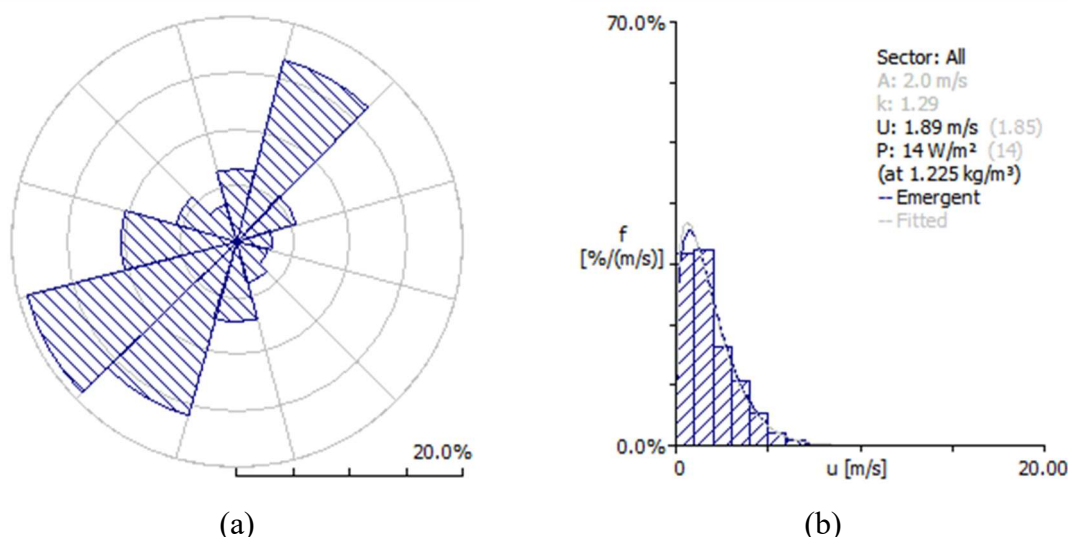 20.0%
(a)
70.0%
Sector: All
A: 2.0 m/s
k: 1.29
U: 1.89 m/s (1.85)
P: 14 W/m² (14)
(at 1.225 kg/m³)
-- Emergent
-- Fitted
f
[%/(m/s)]
0.0%
0
u [m/s]
20.00
(b)